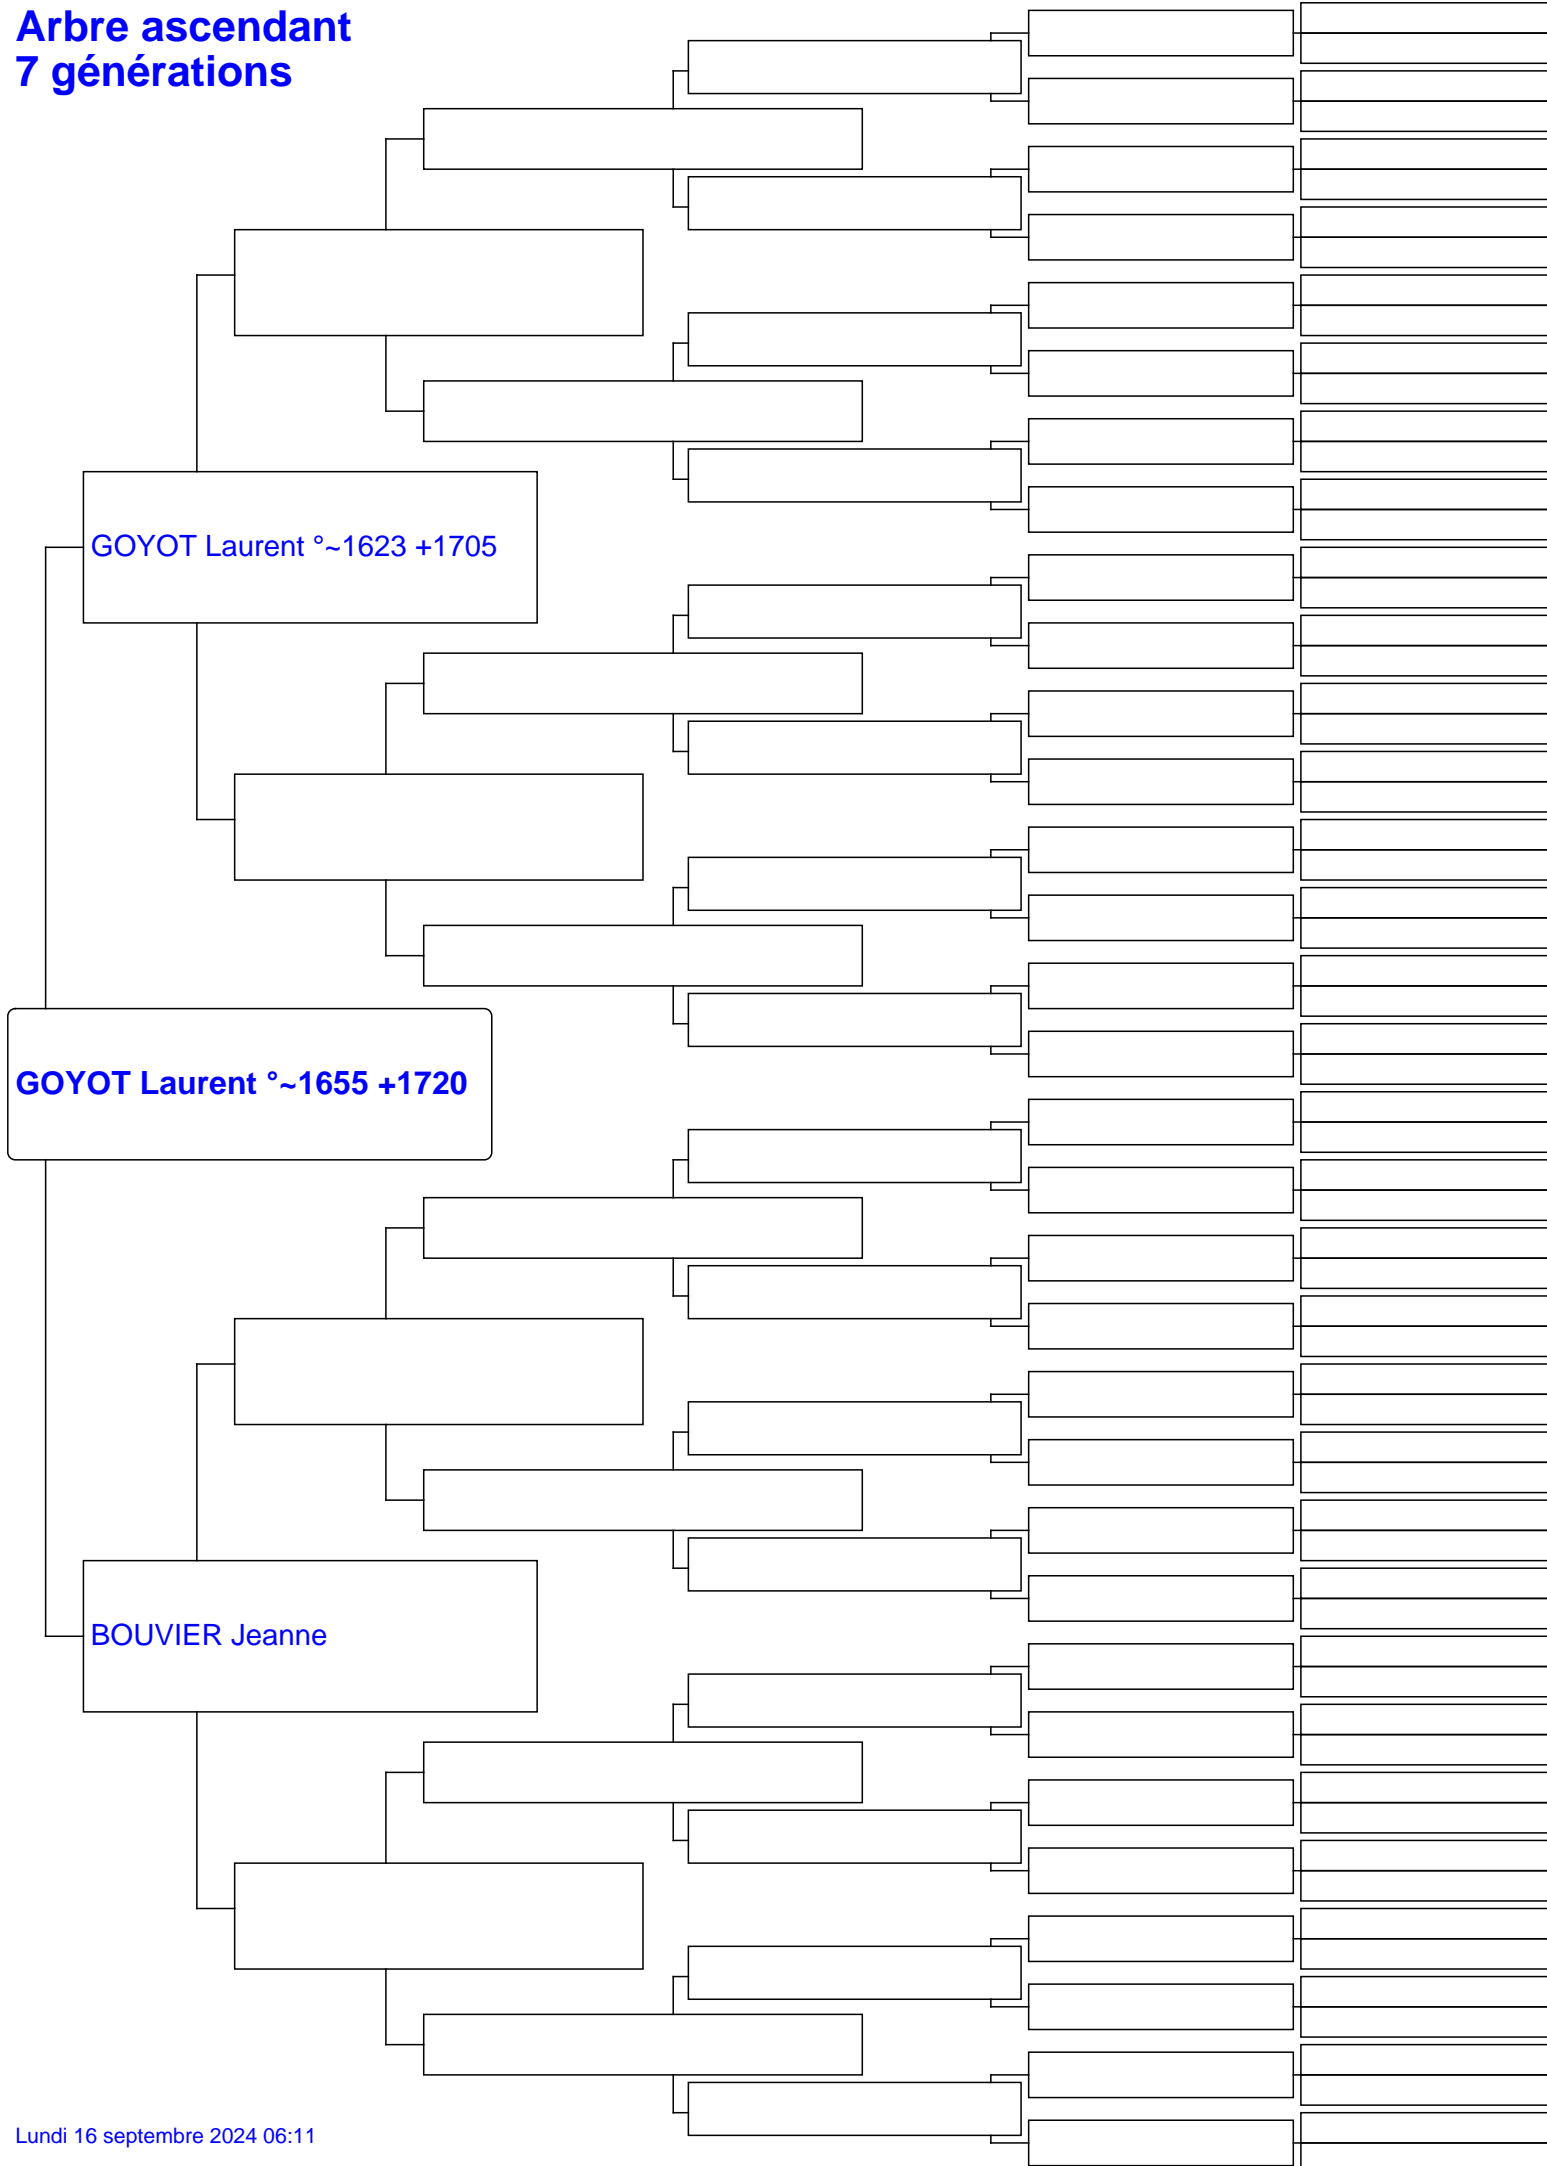 Arbre ascendant
7 générations
GOYOT Laurent °~1623 +1705
GOYOT Laurent °~1655 +1720
BOUVIER Jeanne
Lundi 16 septembre 2024 06:11